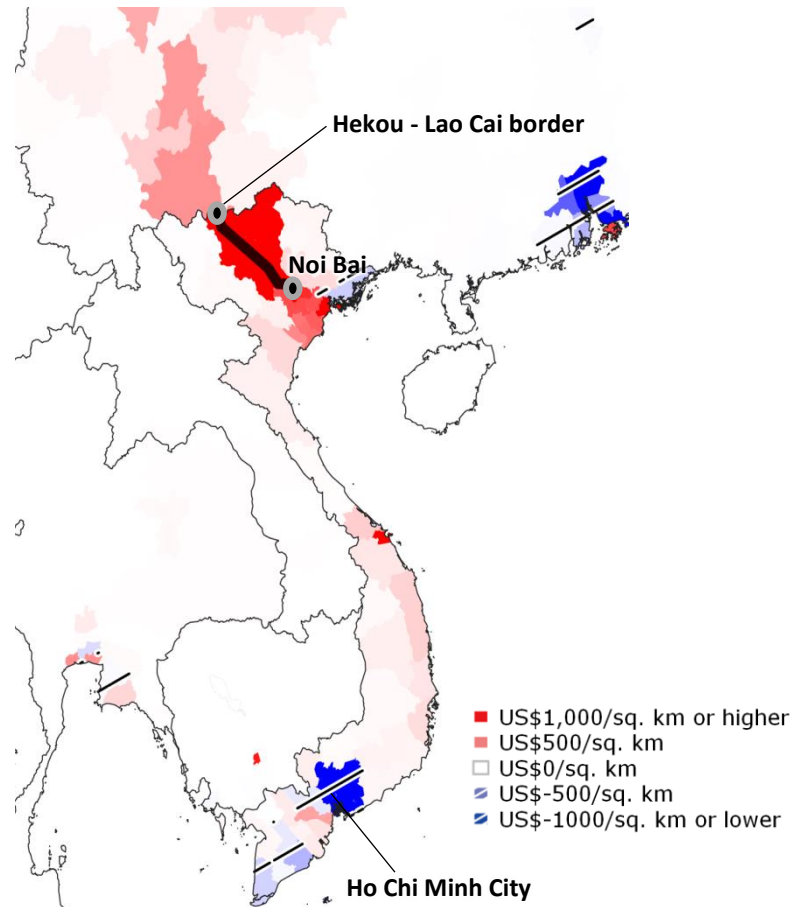 Hekou - Lao Cai border
Noi Bai
US$1,000/sq. km or higher
US$500/sq. km
US$0/sq. km
US$-500/sq. km
US$-1000/sq. km or lower
Ho Chi Minh City